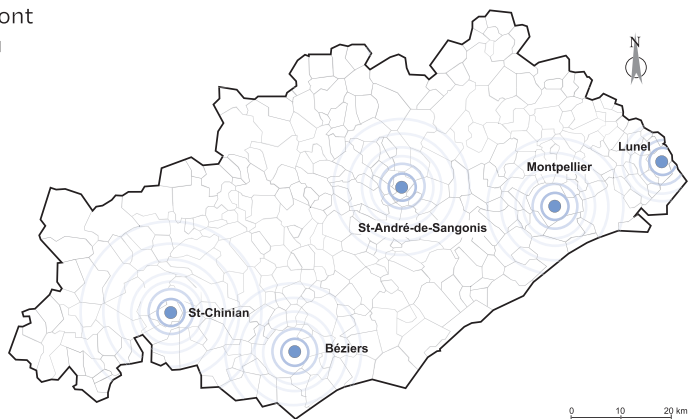 ont
N
Lunel
Montpellier
St-André-de-Sangonis
St-Chinian
Béziers
0 10 20 km